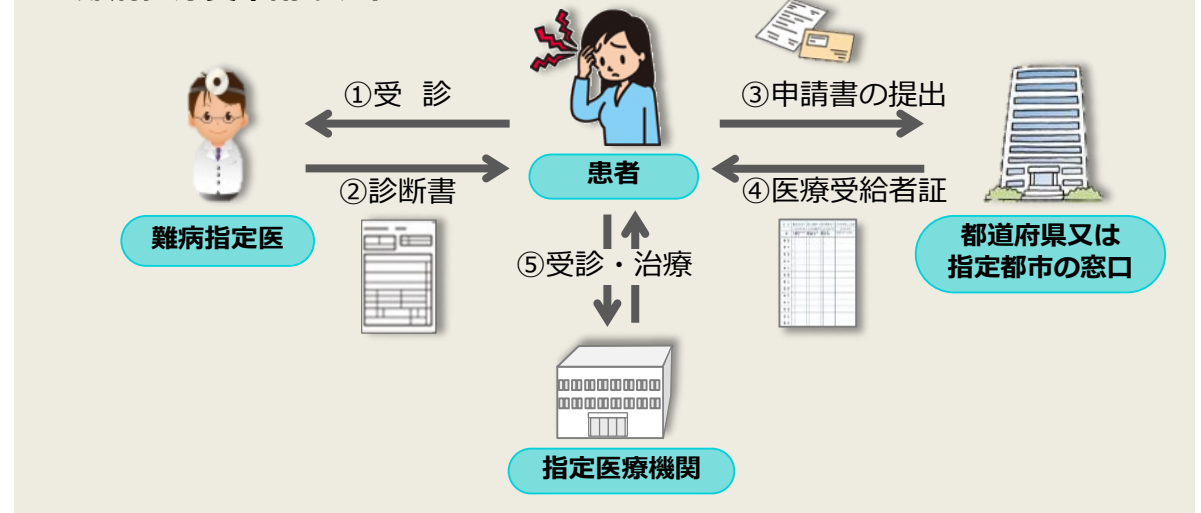 ①受 診
③申請書の提出
患者
②診断書
④医療受給者証
難病指定医
都道府県又は
指定都市の窓口
⑤受診・治療
指定医療機関